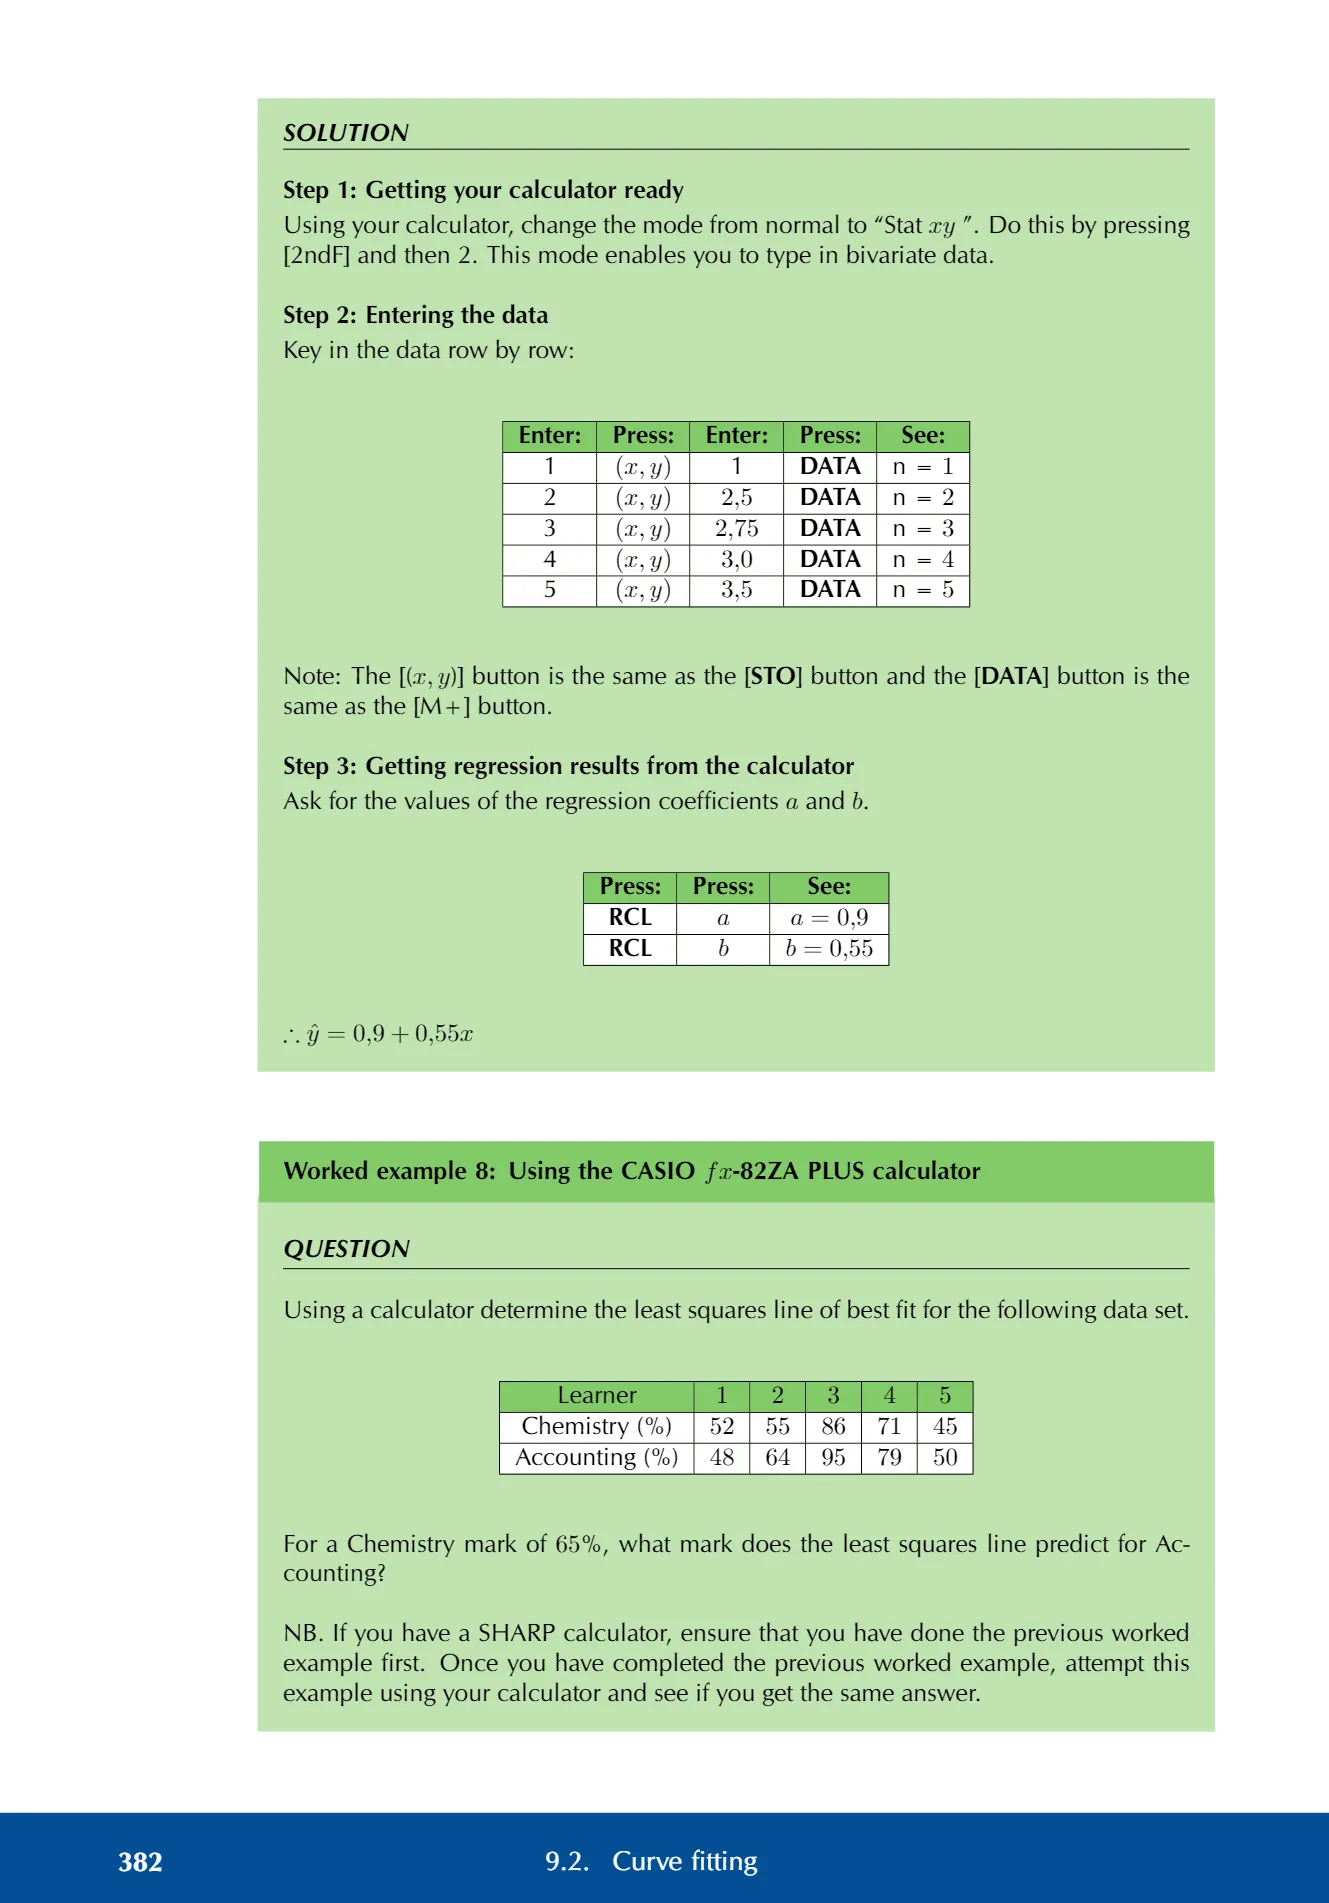 SOLUTION
Step 1: Getting your calculator ready
Using your calculator, change the mode from normal to “Stat xy ”. Do this by pressing
[2ndF] and then 2. This mode enables you to type in bivariate data.
Step 2: Entering the data
Key in the data row by row:
Enter: Press: Enter: Press: See:
1 (x, y) 1 DATA n = 1
2 (x, y) 2,5 DATA n = 2
3 (x, y) 2,75 DATA n = 3
4 (x, y) 3,0 DATA n = 4
5 (x, y) 3,5 DATA n = 5
Note: The [(x, y)] button is the same as the [STO] button and the [DATA] button is the
same as the [M+] button.
Step 3: Getting regression results from the calculator
Ask for the values of the regression coefficients a and b.
Press: Press: See:
RCL a a = 0,9
RCL b b = 0,55
∴ ŷ = 0,9 + 0,55x
Worked example 8: Using the CASIO fx-82ZA PLUS calculator
QUESTION
Using a calculator determine the least squares line of best fit for the following data set.
Learner 1 2 3 4 5
Chemistry (%) 52 55 86 71 45
Accounting (%) 48 64 95 79 50
For a Chemistry mark of 65%, what mark does the least squares line predict for Ac-
counting?
NB. If you have a SHARP calculator, ensure that you have done the previous worked
example first. Once you have completed the previous worked example, attempt this
example using your calculator and see if you get the same answer.
382 9.2. Curve fitting